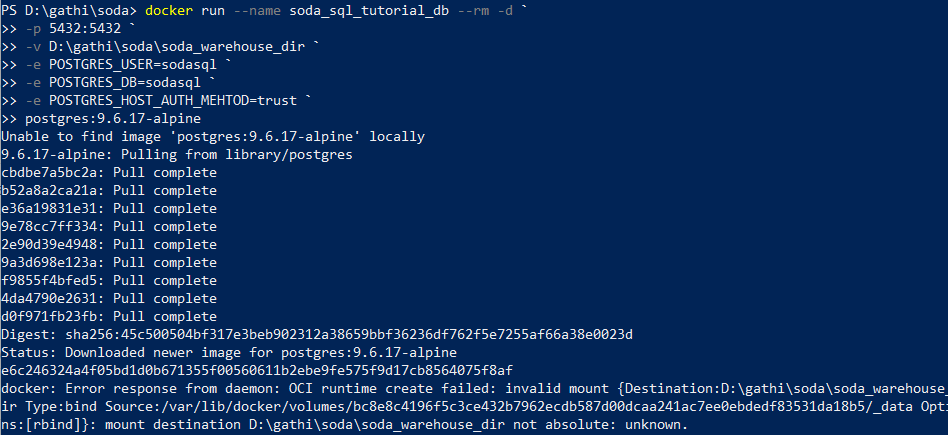 PS D:\gathi\soda> docker run --name soda_sql_tutorial_db --rm -d `
>> -p 5432:5432 `
>> -v D:\gathi\soda\soda_warehouse_dir `
>> -e POSTGRES_USER=sodasql `
>> -e POSTGRES_DB=sodasql `
>> -e POSTGRES_HOST_AUTH_MEHTOD=trust `
>> postgres:9.6.17-alpine
Unable to find image 'postgres:9.6.17-alpine' locally
9.6.17-alpine: Pulling from library/postgres
cbdbe7a5bc2a: Pull complete
b52a8a2ca21a: Pull complete
e36a19831e31: Pull complete
9e78cc7ff334: Pull complete
2e90d39e4948: Pull complete
9a3d698e123a: Pull complete
f9855f4bfed5: Pull complete
4da4790e2631: Pull complete
d0f971fb23fb: Pull complete
Digest: sha256:45c500504bf317e3beb902312a38659bbf36236df762f5e7255af66a38e0023d
Status: Downloaded newer image for postgres:9.6.17-alpine
e6c246324a4f05bd1d0b671355f00560611b2ebe9fe575f9d17cb8564075f8af
docker: Error response from daemon: OCI runtime create failed: invalid mount {Destination:D:\gathi\soda\soda_warehouse_
ir Type:bind Source:/var/lib/docker/volumes/bc8e8c4196f5c3ce432b7962ecdb587d00dcaa241ac7ee0ebdedf83531da18b5/_data Opti
ns:[rbind]}: mount destination D:\gathi\soda\soda_warehouse_dir not absolute: unknown.